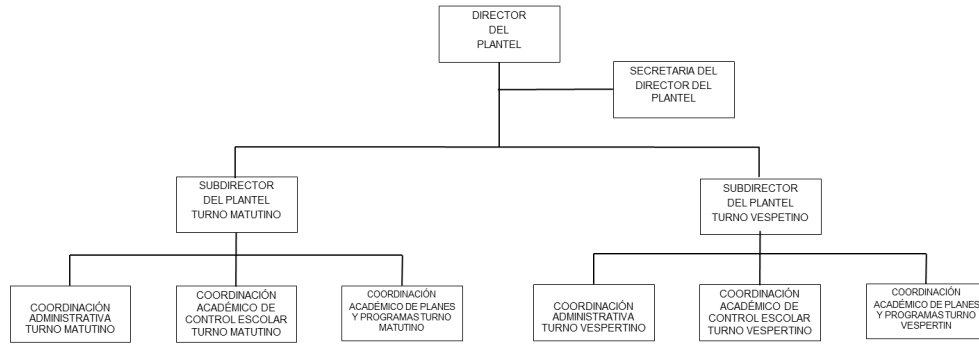 DIRECTOR
DEL
PLANTEL
SECRETARIA DEL
DIRECTOR DEL
PLANTEL
SUBDIRECTOR
DEL PLANTEL
TURNO MATUTINO
SUBDIRECTOR
DEL PLANTEL
TURNO VESPETINO
COORDINACIÓN
ADMINISTRATIVA
TURNO MATUTINO
COORDINACIÓN
ACADÉMICO DE
CONTROL ESCOLAR
TURNO MATUTINO
COORDINACIÓN
ACADÉMICO DE PLANES
Y PROGRAMAS TURNO
MATUTINO
COORDINACIÓN
ADMINISTRATIVA
TURNO VESPERTINO
COORDINACIÓN
ACADÉMICO DE
CONTROL ESCOLAR
TURNO VESPERTINO
COORDINACIÓN
ACADÉMICO DE PLANES
Y PROGRAMAS TURNO
VESPERTIN